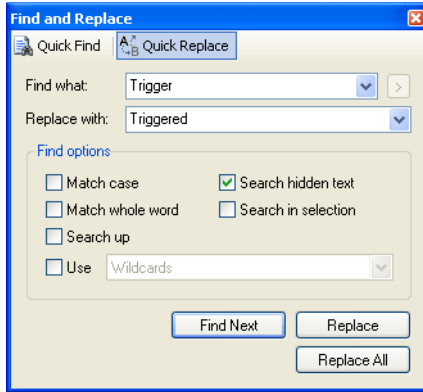 Find and Replace
Quick Find A B Quick Replace
Find what: Trigger >
Replace with: Triggered
Find options
Match case Search hidden text
Match whole word Search in selection
Search up
Use Wildcards
Find Next Replace
Replace All